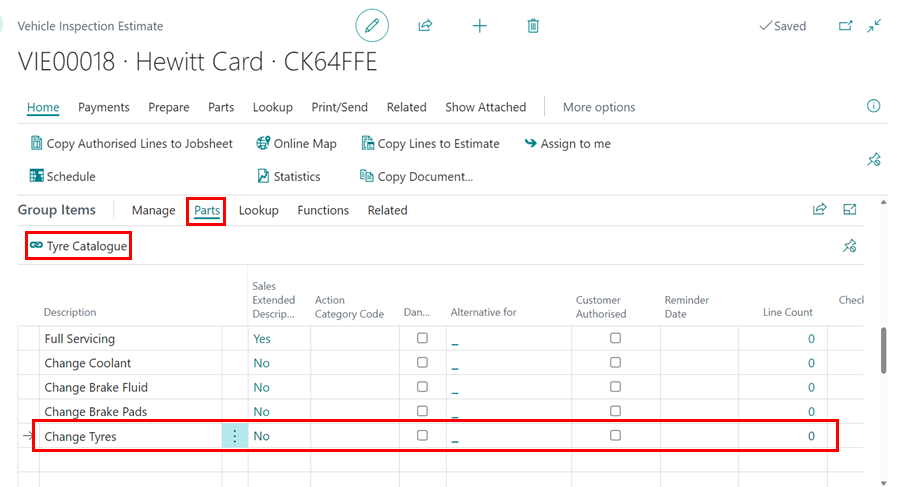 Vehicle Inspection Estimate
Saved
VIE00018 · Hewitt Card · CK64FFE
Home Payments Prepare Parts Lookup Print/Send Related Show Attached More options
Copy Authorised Lines to Jobsheet Online Map Copy Lines to Estimate Assign to me
Schedule Statistics Copy Document...
Group Items Manage Parts Lookup Functions Related
Tyre Catalogue
Description Sales Extended Descrip... Action Category Code Dan... Alternative for Customer Authorised Reminder Date Line Count Check
Full Servicing Yes _ 0
Change Coolant No _ 0
Change Brake Fluid No _ 0
Change Brake Pads No _ 0
Change Tyres No _ 0